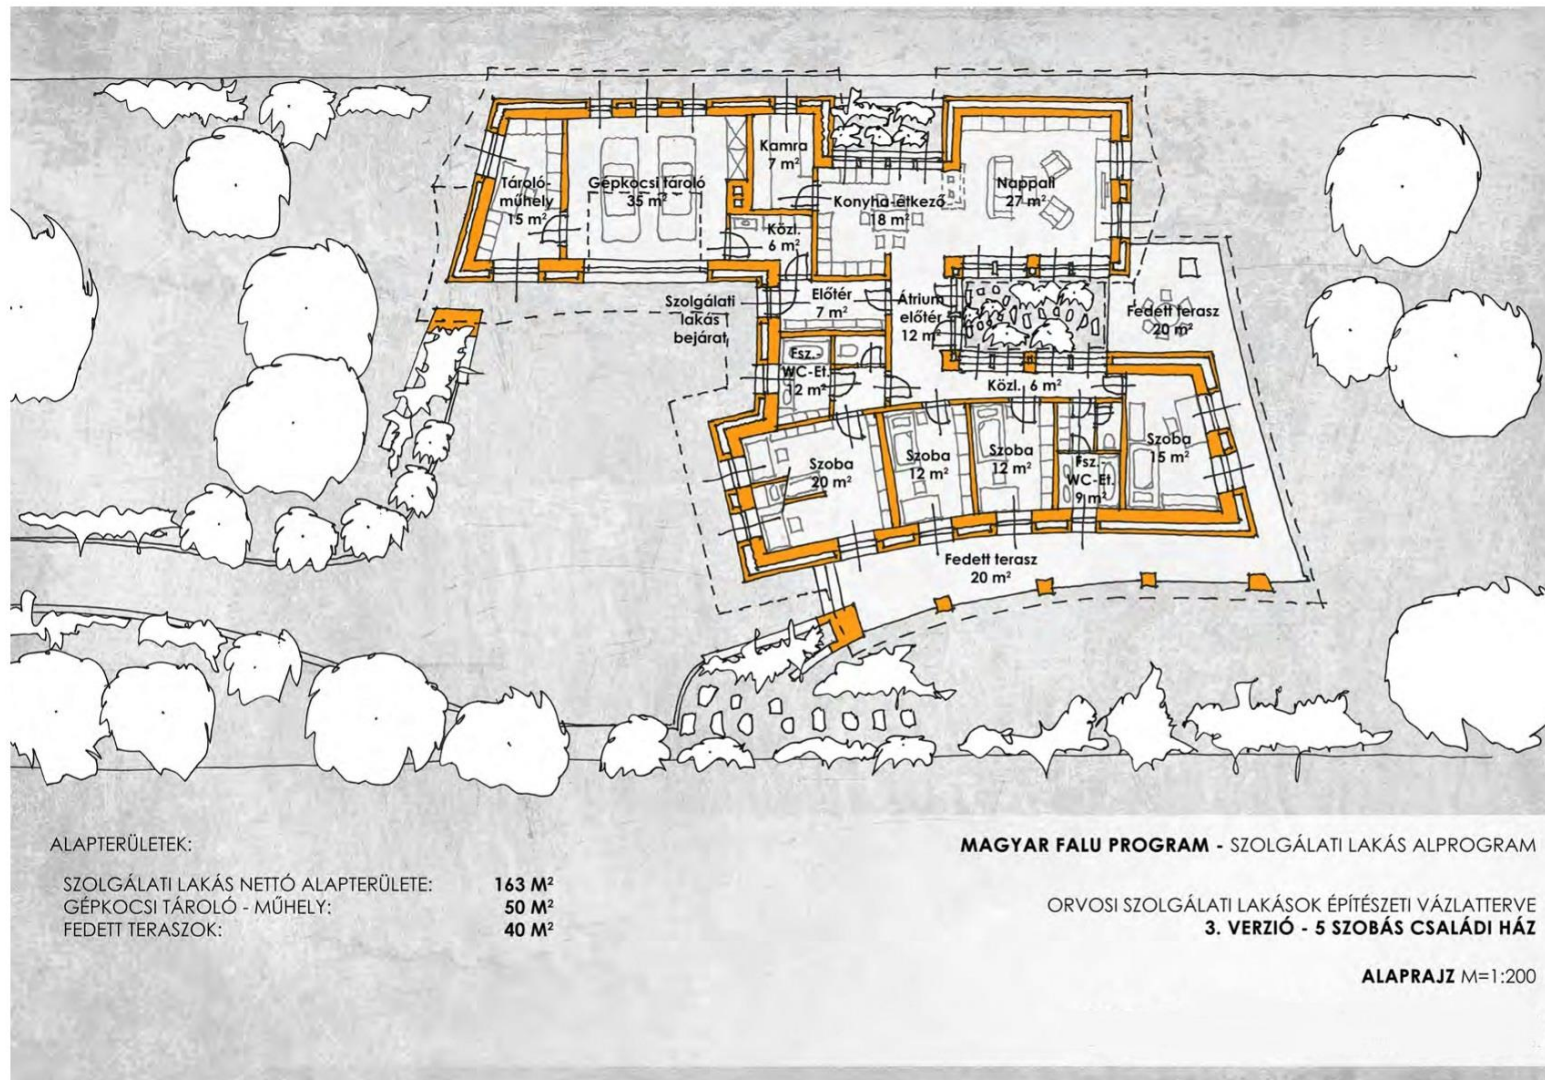 Kamra
7 m²
Tároló-
műhely
15 m²
Gépkocsi tároló
35 m²
Konyha-étkező
18 m²
Nappali
27 m²
Közl.
6 m²
Szolgálati
lakás
bejárat
Előtér
7 m²
Átrium
előtér
12 m²
Fedett terasz
20 m²
Fsz.-
WC-Et.
12 m²
Közl. 6 m²
Szoba
20 m²
Szoba
12 m²
Szoba
12 m²
Fsz.-
WC-Et.
9 m²
Szoba
15 m²
Fedett terasz
20 m²
ALAPTERÜLETEK:
SZOLGÁLATI LAKÁS NETTÓ ALAPTERÜLETE: 163 M²
GÉPKOCSI TÁROLÓ - MŰHELY: 50 M²
FEDETT TERASZOK: 40 M²
MAGYAR FALU PROGRAM - SZOLGÁLATI LAKÁS ALPROGRAM
ORVOSI SZOLGÁLATI LAKÁSOK ÉPÍTÉSZETI VÁZLATTERVE
3. VERZIÓ - 5 SZOBÁS CSALÁDI HÁZ
ALAPRAJZ M=1:200